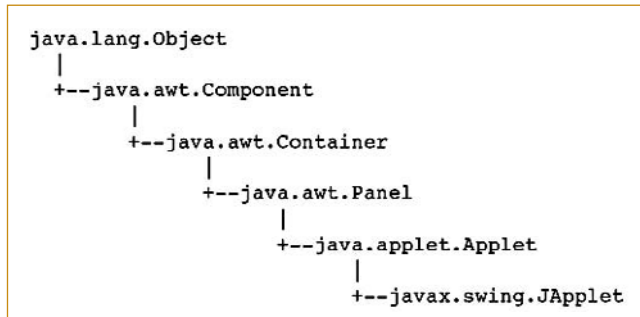 java.lang.Object
|
+--java.awt.Component
|
+--java.awt.Container
|
+--java.awt.Panel
|
+--java.applet.Applet
|
+--javax.swing.JApplet